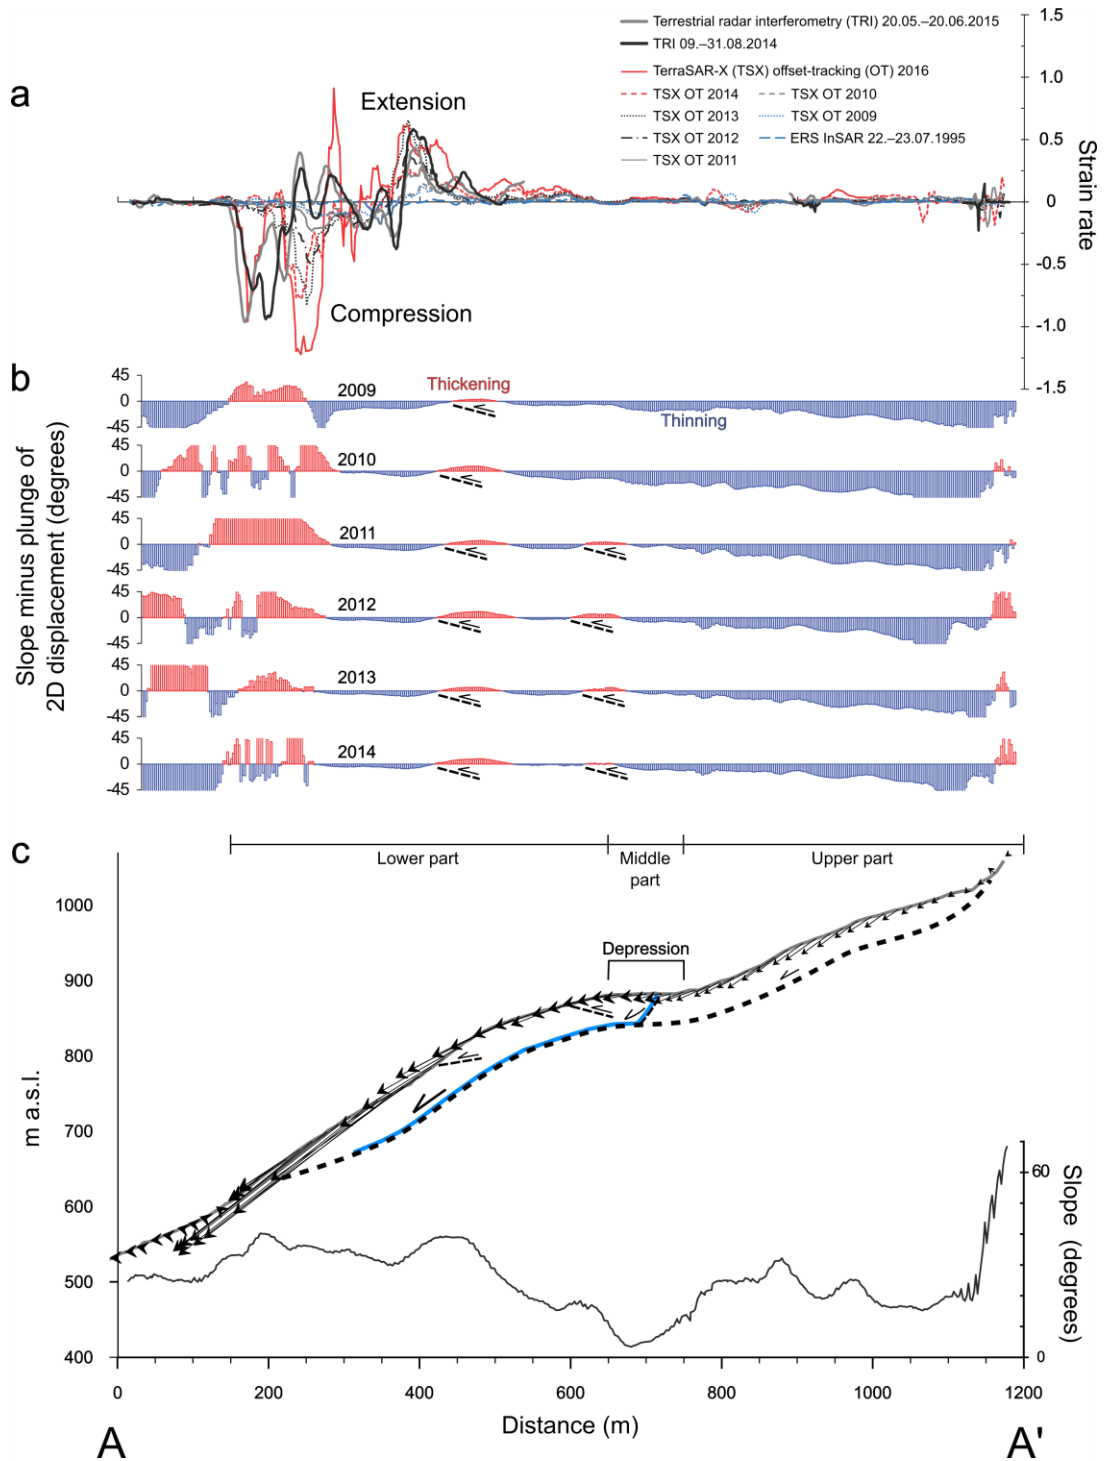 a
Terrestrial radar interferometry (TRI) 20.05.–20.06.2015
TRI 09.–31.08.2014
TerraSAR-X (TSX) offset-tracking (OT) 2016
TSX OT 2014
TSX OT 2010
TSX OT 2013
TSX OT 2009
TSX OT 2012
ERS InSAR 22.–23.07.1995
TSX OT 2011
Extension
Compression
1.5
1.0
0.5
0
-0.5
-1.0
-1.5
Strain rate
b
Slope minus plunge of
2D displacement (degrees)
45
0
-45
2009
Thickening
Thinning
45
0
-45
2010
45
0
-45
2011
45
0
-45
2012
45
0
-45
2013
45
0
-45
2014
c
Lower part
Middle
part
Upper part
Depression
m a.s.l.
1000
900
800
700
600
500
400
60
0
Slope (degrees)
0
200
400
600
800
1000
1200
Distance (m)
A
A'